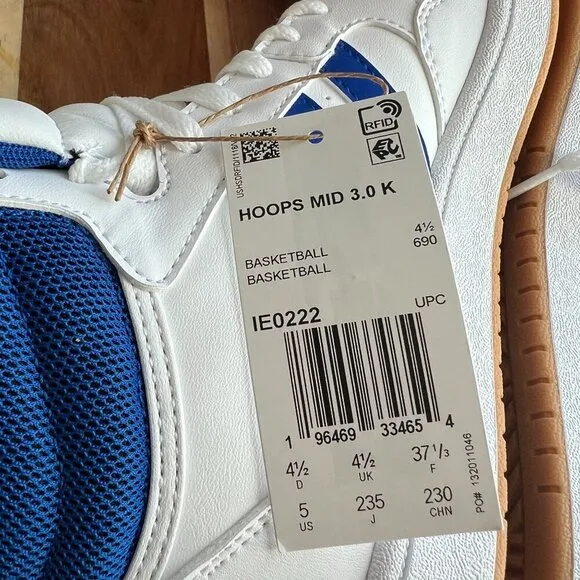 RFID
HOOPS MID 3.0 K
4½
690
BASKETBALL
BASKETBALL
IE0222
UPC
1 96469 33465 4
4½ 4½ 37 1/3
D UK F
5 235 230
US J CHN
PO# 132011046